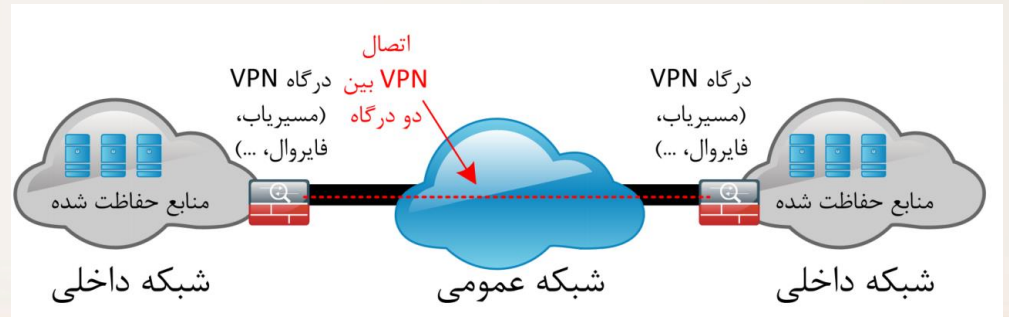 اتصال
VPN بین
دو درگاه
درگاه VPN
(مسیریاب،
فایروال، ...)
درگاه VPN
(مسیریاب،
فایروال، ...)
منابع حفاظت شده
منابع حفاظت شده
شبکه داخلی
شبکه عمومی
شبکه داخلی